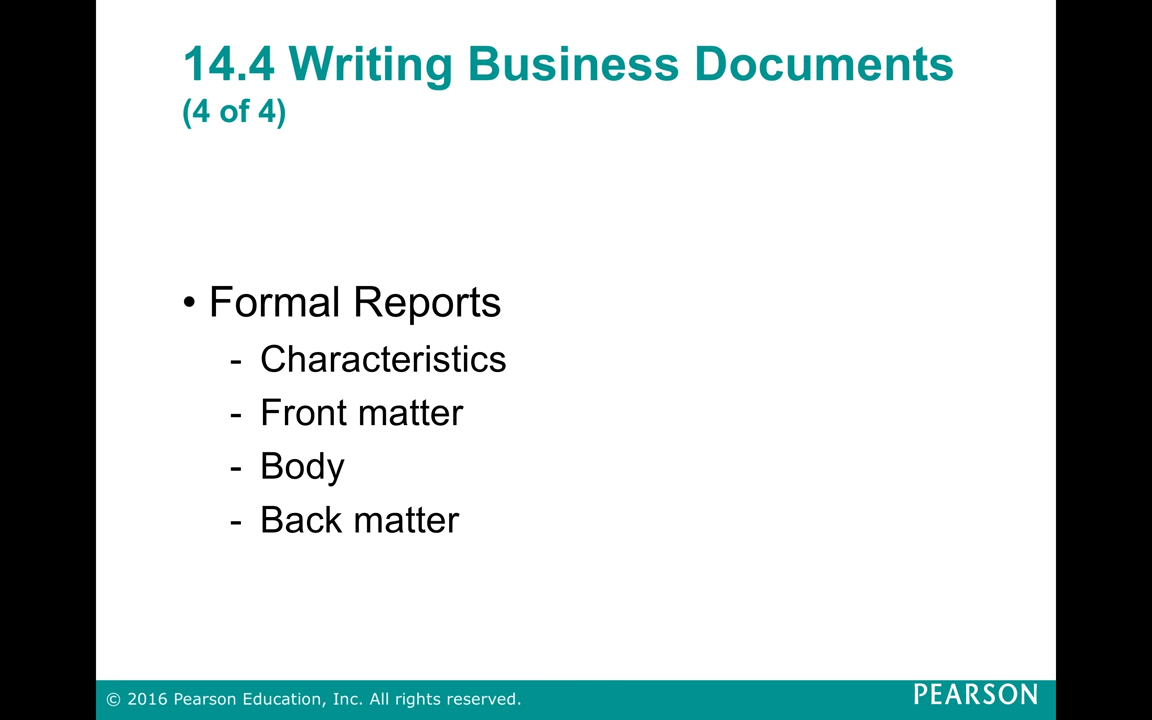 14.4 Writing Business Documents
(4 of 4)
• Formal Reports
- Characteristics
- Front matter
- Body
- Back matter
© 2016 Pearson Education, Inc. All rights reserved.
PEARSON